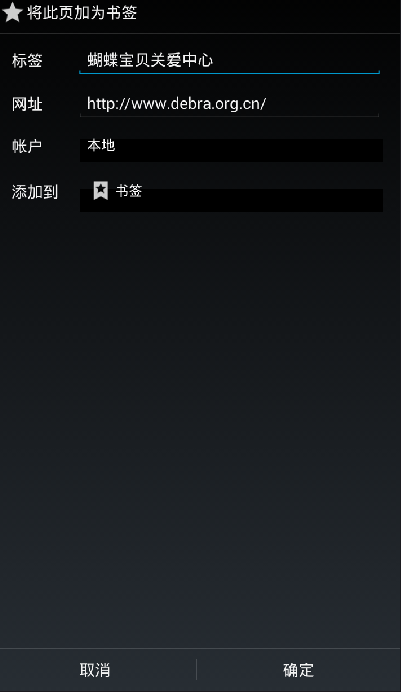 将此页加为书签
标签 蝴蝶宝贝关爱中心
网址 http://www.debra.org.cn/
帐户 本地
添加到 书签
取消 确定